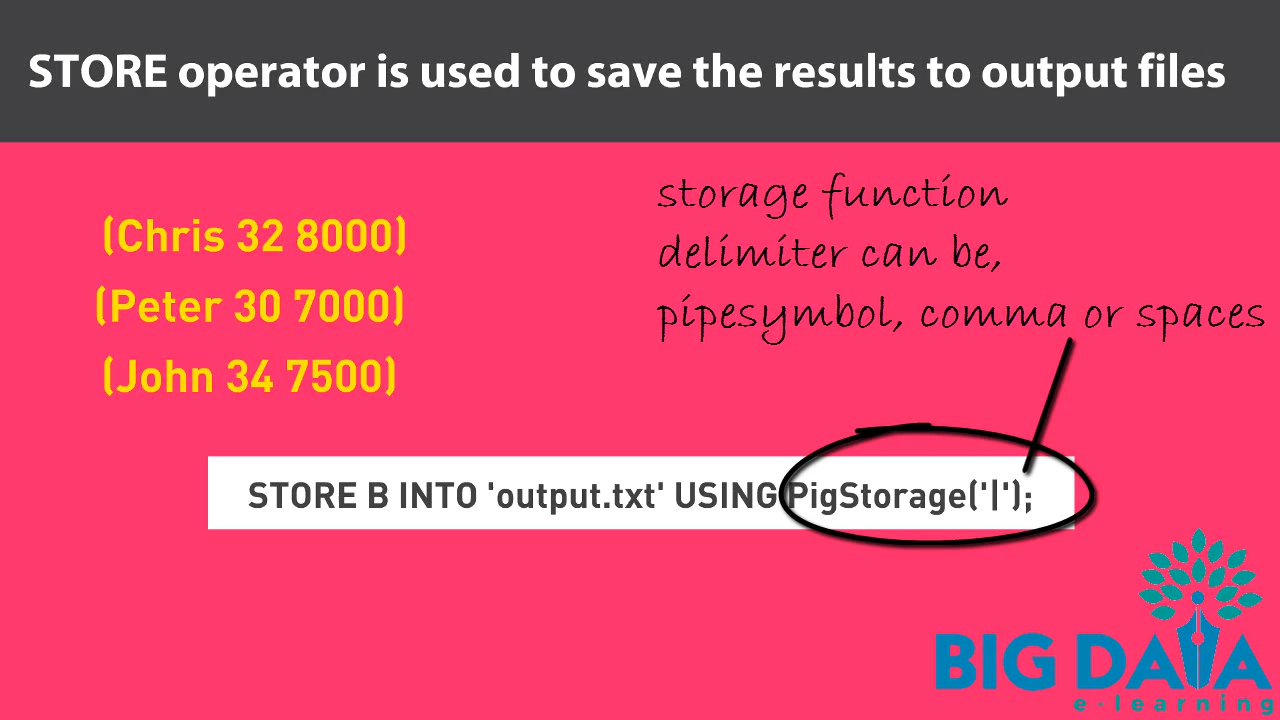 STORE operator is used to save the results to output files
(Chris 32 8000)
(Peter 30 7000)
(John 34 7500)
storage function
delimiter can be,
pipesymbol, comma or spaces
STORE B INTO 'output.txt' USING PigStorage('|');
BIG DATA
e-learning